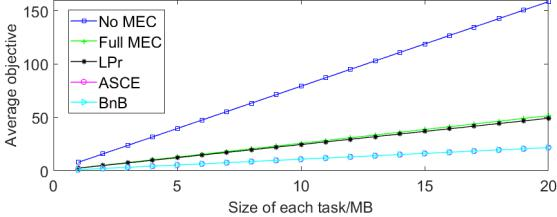 No MEC
Full MEC
LPr
ASCE
BnB
Average objective
150
100
50
0
0
5
10
15
20
Size of each task/MB